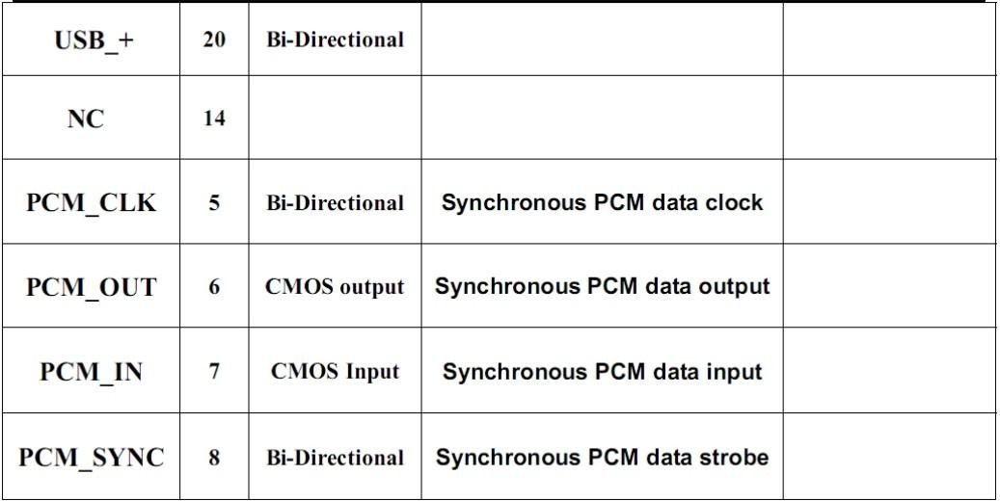 USB_+ 20 Bi-Directional
NC 14
PCM_CLK 5 Bi-Directional Synchronous PCM data clock
PCM_OUT 6 CMOS output Synchronous PCM data output
PCM_IN 7 CMOS Input Synchronous PCM data input
PCM_SYNC 8 Bi-Directional Synchronous PCM data strobe